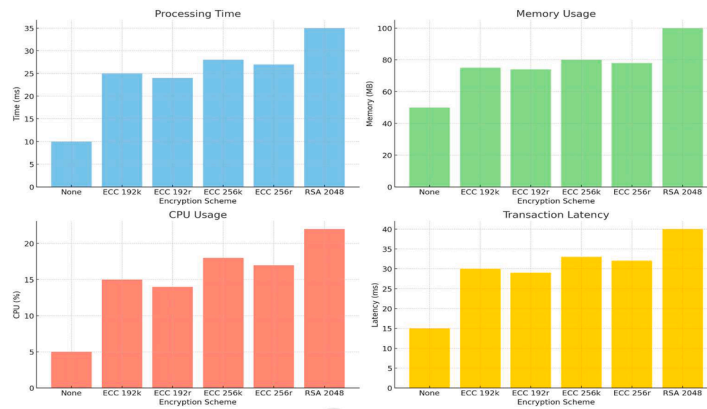 Processing Time
35
30
25
20
15
10
5
0
Time (ms)
None ECC 192k ECC 192r ECC 256k ECC 256r RSA 2048
Encryption Scheme
Memory Usage
100
80
60
40
20
0
Memory (MB)
None ECC 192k ECC 192r ECC 256k ECC 256r RSA 2048
Encryption Scheme
CPU Usage
20
15
10
5
0
CPU (%)
None ECC 192k ECC 192r ECC 256k ECC 256r RSA 2048
Encryption Scheme
Transaction Latency
40
35
30
25
20
15
10
5
0
Latency (ms)
None ECC 192k ECC 192r ECC 256k ECC 256r RSA 2048
Encryption Scheme